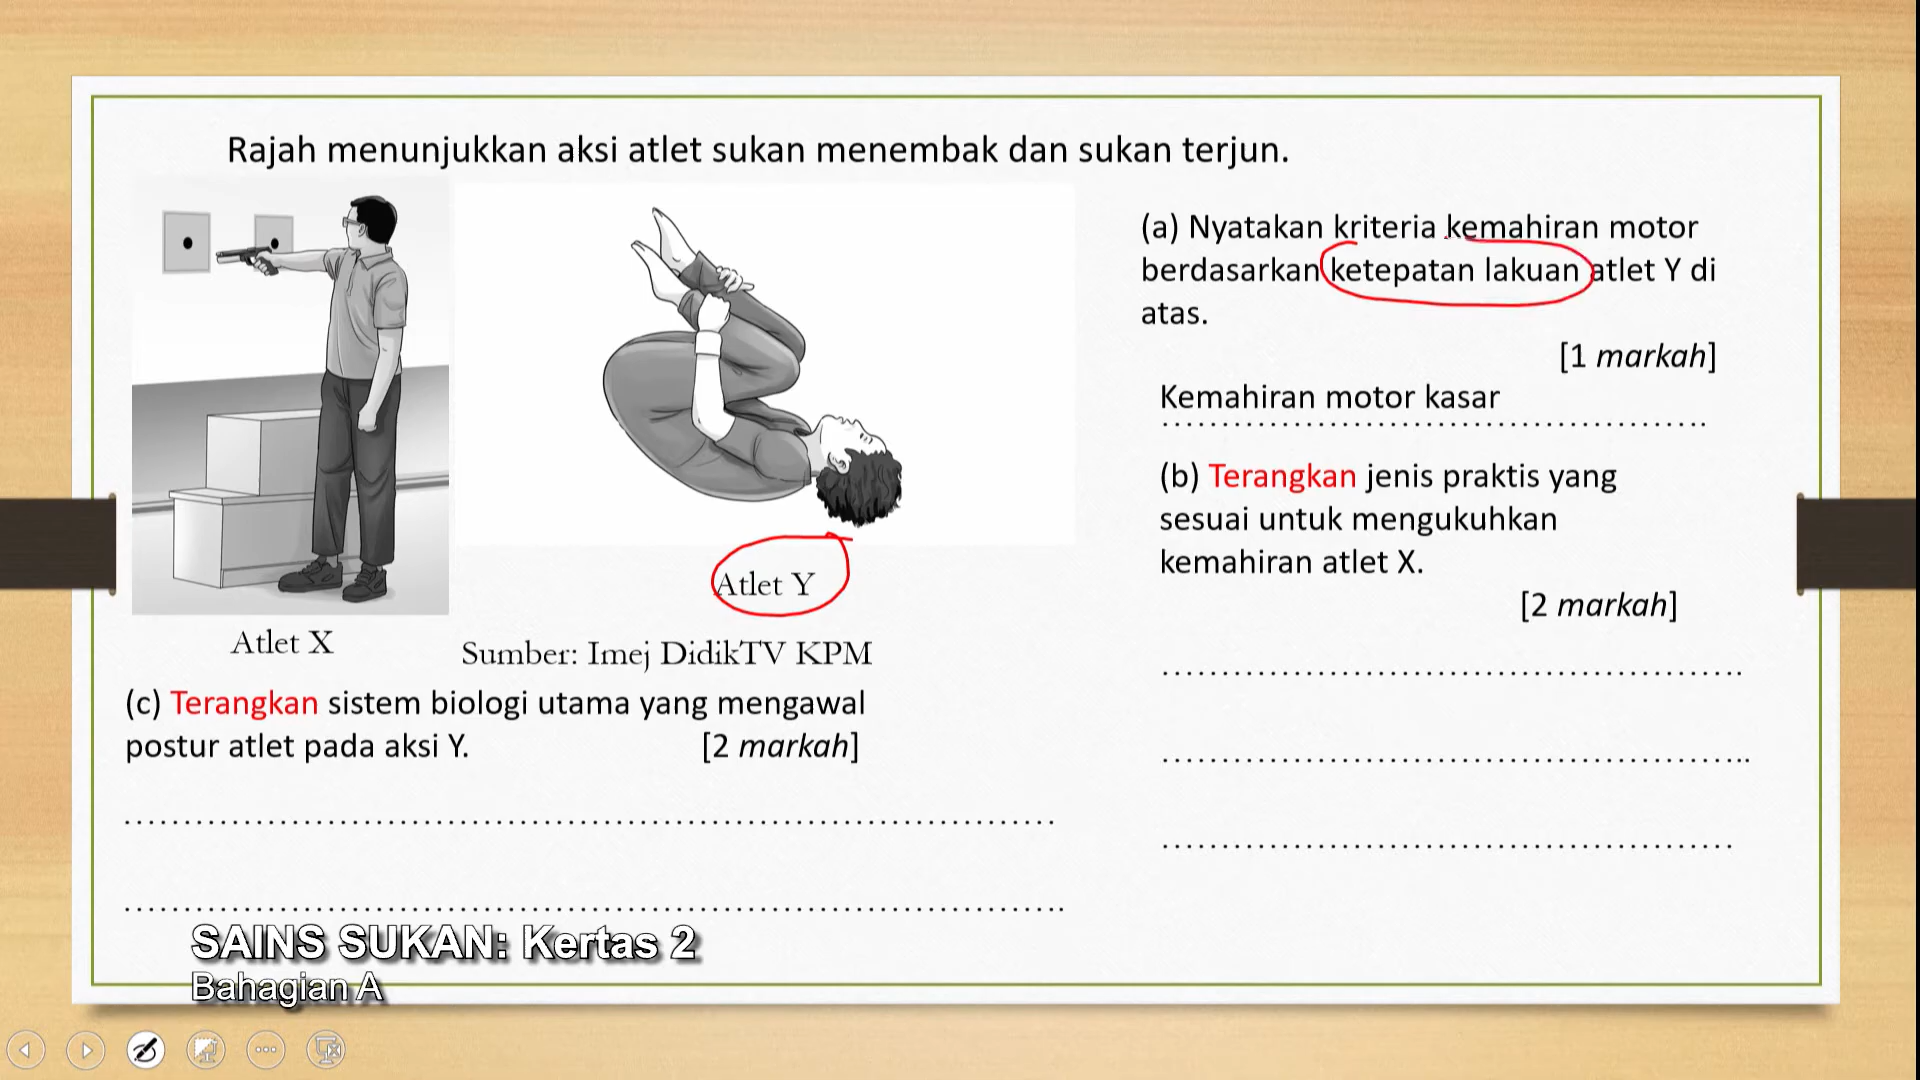 Rajah menunjukkan aksi atlet sukan menembak dan sukan terjun.
Atlet X
Atlet Y
Sumber: Imej DidikTV KPM
(a) Nyatakan kriteria kemahiran motor
berdasarkan ketepatan lakuan atlet Y di
atas.
[1 markah]
Kemahiran motor kasar
(b) Terangkan jenis praktis yang
sesuai untuk mengukuhkan
kemahiran atlet X.
[2 markah]
(c) Terangkan sistem biologi utama yang mengawal
postur atlet pada aksi Y. [2 markah]
SAINS SUKAN: Kertas 2
Bahagian A